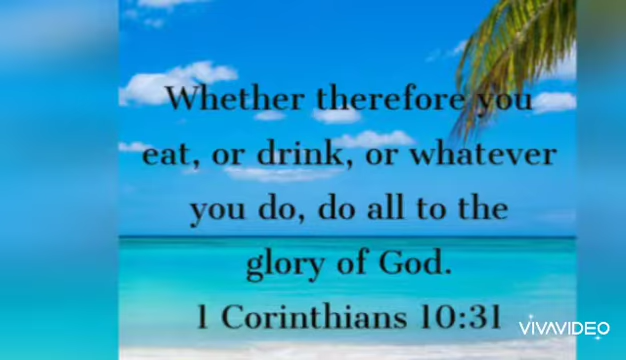 Whether therefore you
eat, or drink, or whatever
you do, do all to the
glory of God.
1 Corinthians 10:31
VIVAVIDEO